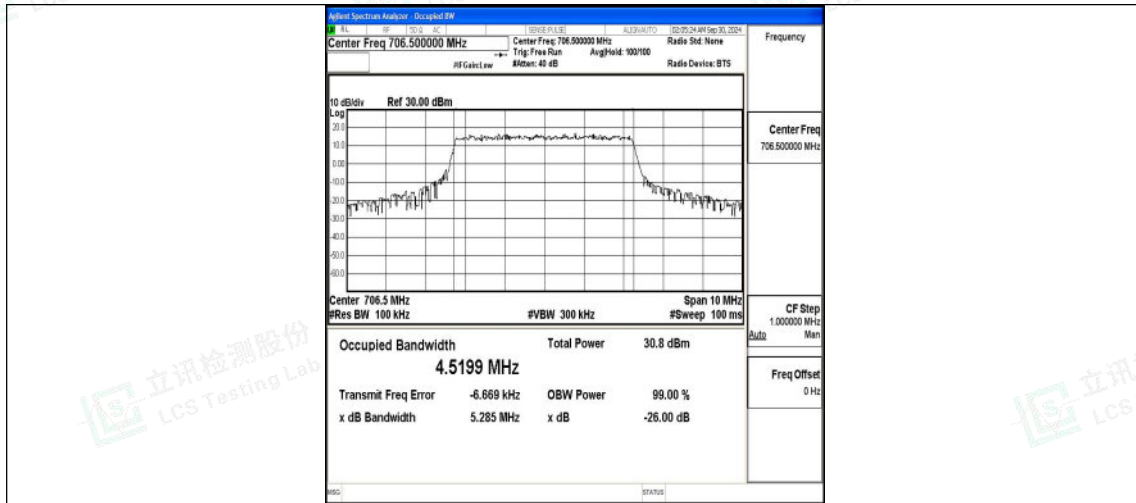 Agilent Spectrum Analyzer - Occupied BW
RL RF 50 Ω AC SENSE:PULSE ALIGNAUTO 02:05:24 AM Sep 30, 2024
Center Freq 706.500000 MHz
Center Freq: 706.500000 MHz
Radio Std: None
Trig: Free Run Avg|Hold: 100/100
#IFGain:Low #Atten: 40 dB Radio Device: BTS
Frequency
10 dB/div Ref 30.00 dBm
Log
20.0
10.0
0.00
-10.0
-20.0
-30.0
-40.0
-50.0
-60.0
Center Freq
706.500000 MHz
Center 706.5 MHz Span 10 MHz
#Res BW 100 kHz #VBW 300 kHz #Sweep 100 ms
CF Step
1.000000 MHz
Auto Man
Occupied Bandwidth Total Power 30.8 dBm
4.5199 MHz
Transmit Freq Error -6.669 kHz OBW Power 99.00 %
x dB Bandwidth 5.285 MHz x dB -26.00 dB
Freq Offset
0 Hz
MSG STATUS
立讯检测股份
LCS Testing Lab
立讯
LCS